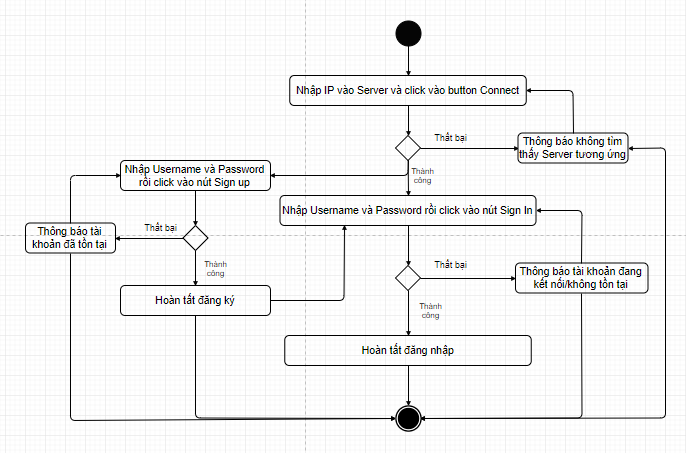 Nhập IP vào Server và click vào button Connect
Thất bại
Thông báo không tìm
thấy Server tương ứng
Thành
công
Nhập Username và Password
rồi click vào nút Sign up
Nhập Username và Password rồi click vào nút Sign In
Thông báo tài
khoản đã tồn tại
Thất bại
Thành
công
Thất bại
Thông báo tài khoản đang
kết nối/không tồn tại
Hoàn tất đăng ký
Thành
công
Hoàn tất đăng nhập